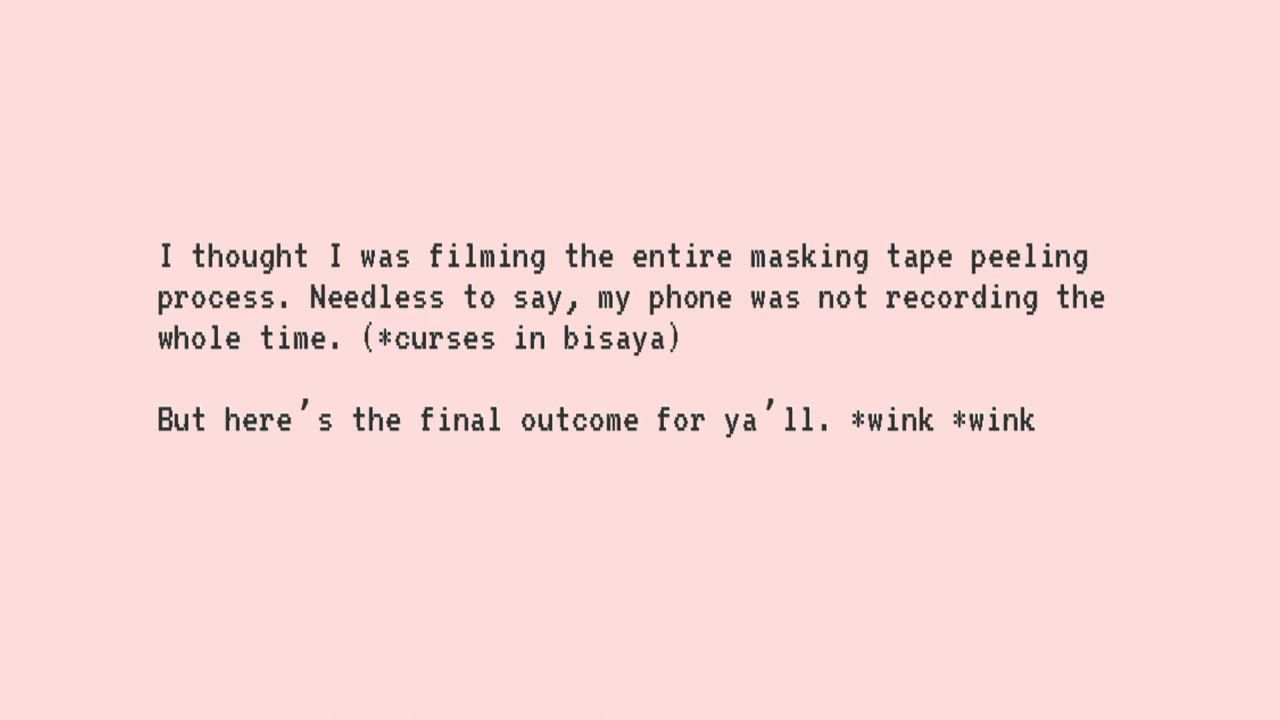 I thought I was filming the entire masking tape peeling
process. Needless to say, my phone was not recording the
whole time. (*curses in bisaya)
But here's the final outcome for ya'll. *wink *wink